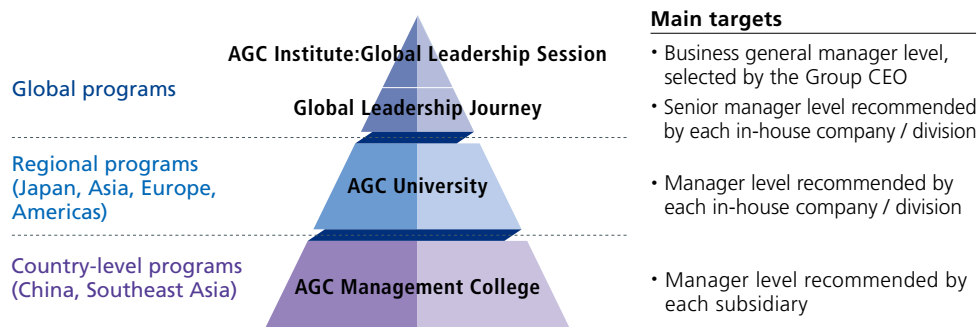 Main targets
AGC Institute:Global Leadership Session
• Business general manager level,
selected by the Group CEO
Global programs
Global Leadership Journey
• Senior manager level recommended
by each in-house company / division
Regional programs
(Japan, Asia, Europe,
Americas)
AGC University
• Manager level recommended by
each in-house company / division
Country-level programs
(China, Southeast Asia)
AGC Management College
• Manager level recommended by
each subsidiary